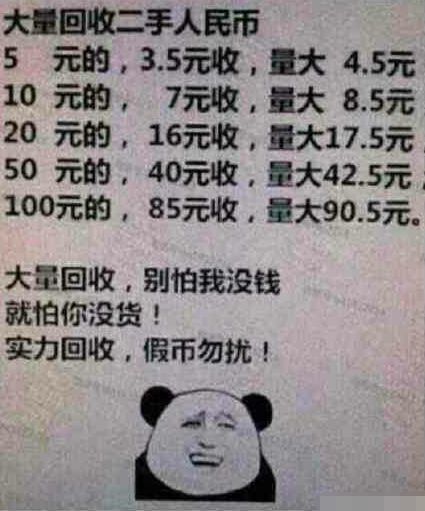 大量回收二手人民币
5 元的，3.5元收，量大 4.5元
10 元的， 7元收，量大 8.5元
20 元的， 16元收，量大17.5元，
50 元的， 40元收，量大42.5元；
100元的， 85元收，量大90.5元。
大量回收，别怕我没钱
就怕你没货！
实力回收，假币勿扰！